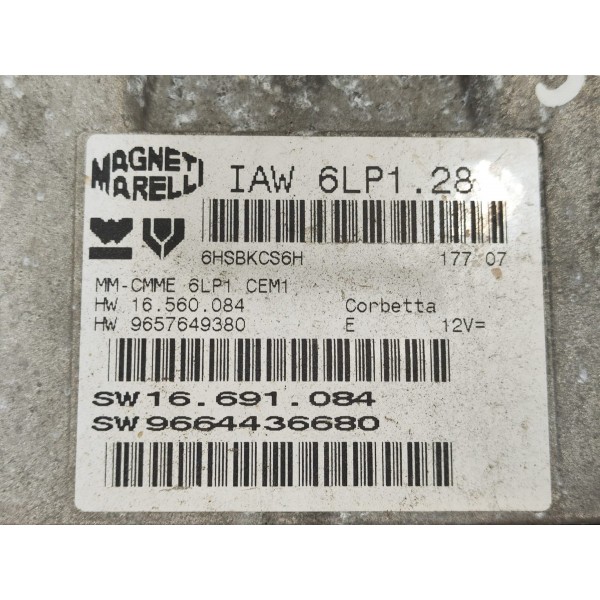 MAGNETI
MARELLI
IAW 6LP1.28
6HSBKCS6H 177 07
MM-CMME 6LP1 CEM1
HW 16.560.084 Corbetta
HW 9657649380 E 12V=
SW16.691.084
SW9664436680